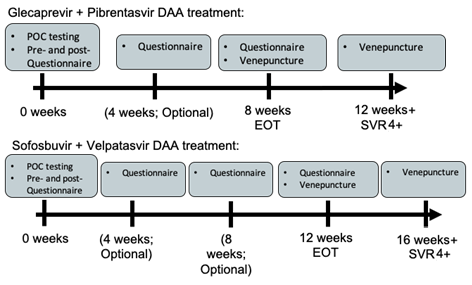 Glecaprevir + Pibrentasvir DAA treatment:
• POC testing
• Pre- and post-
Questionnaire
• Questionnaire
• Questionnaire
• Venepuncture
• Venepuncture
0 weeks
(4 weeks; Optional)
8 weeks
EOT
12 weeks+
SVR4+
Sofosbuvir + Velpatasvir DAA treatment:
• POC testing
• Pre- and post-
Questionnaire
• Questionnaire
• Questionnaire
• Questionnaire
• Venepuncture
• Venepuncture
0 weeks
(4 weeks;
Optional)
(8
weeks;
Optional)
12 weeks
EOT
16 weeks+
SVR4+